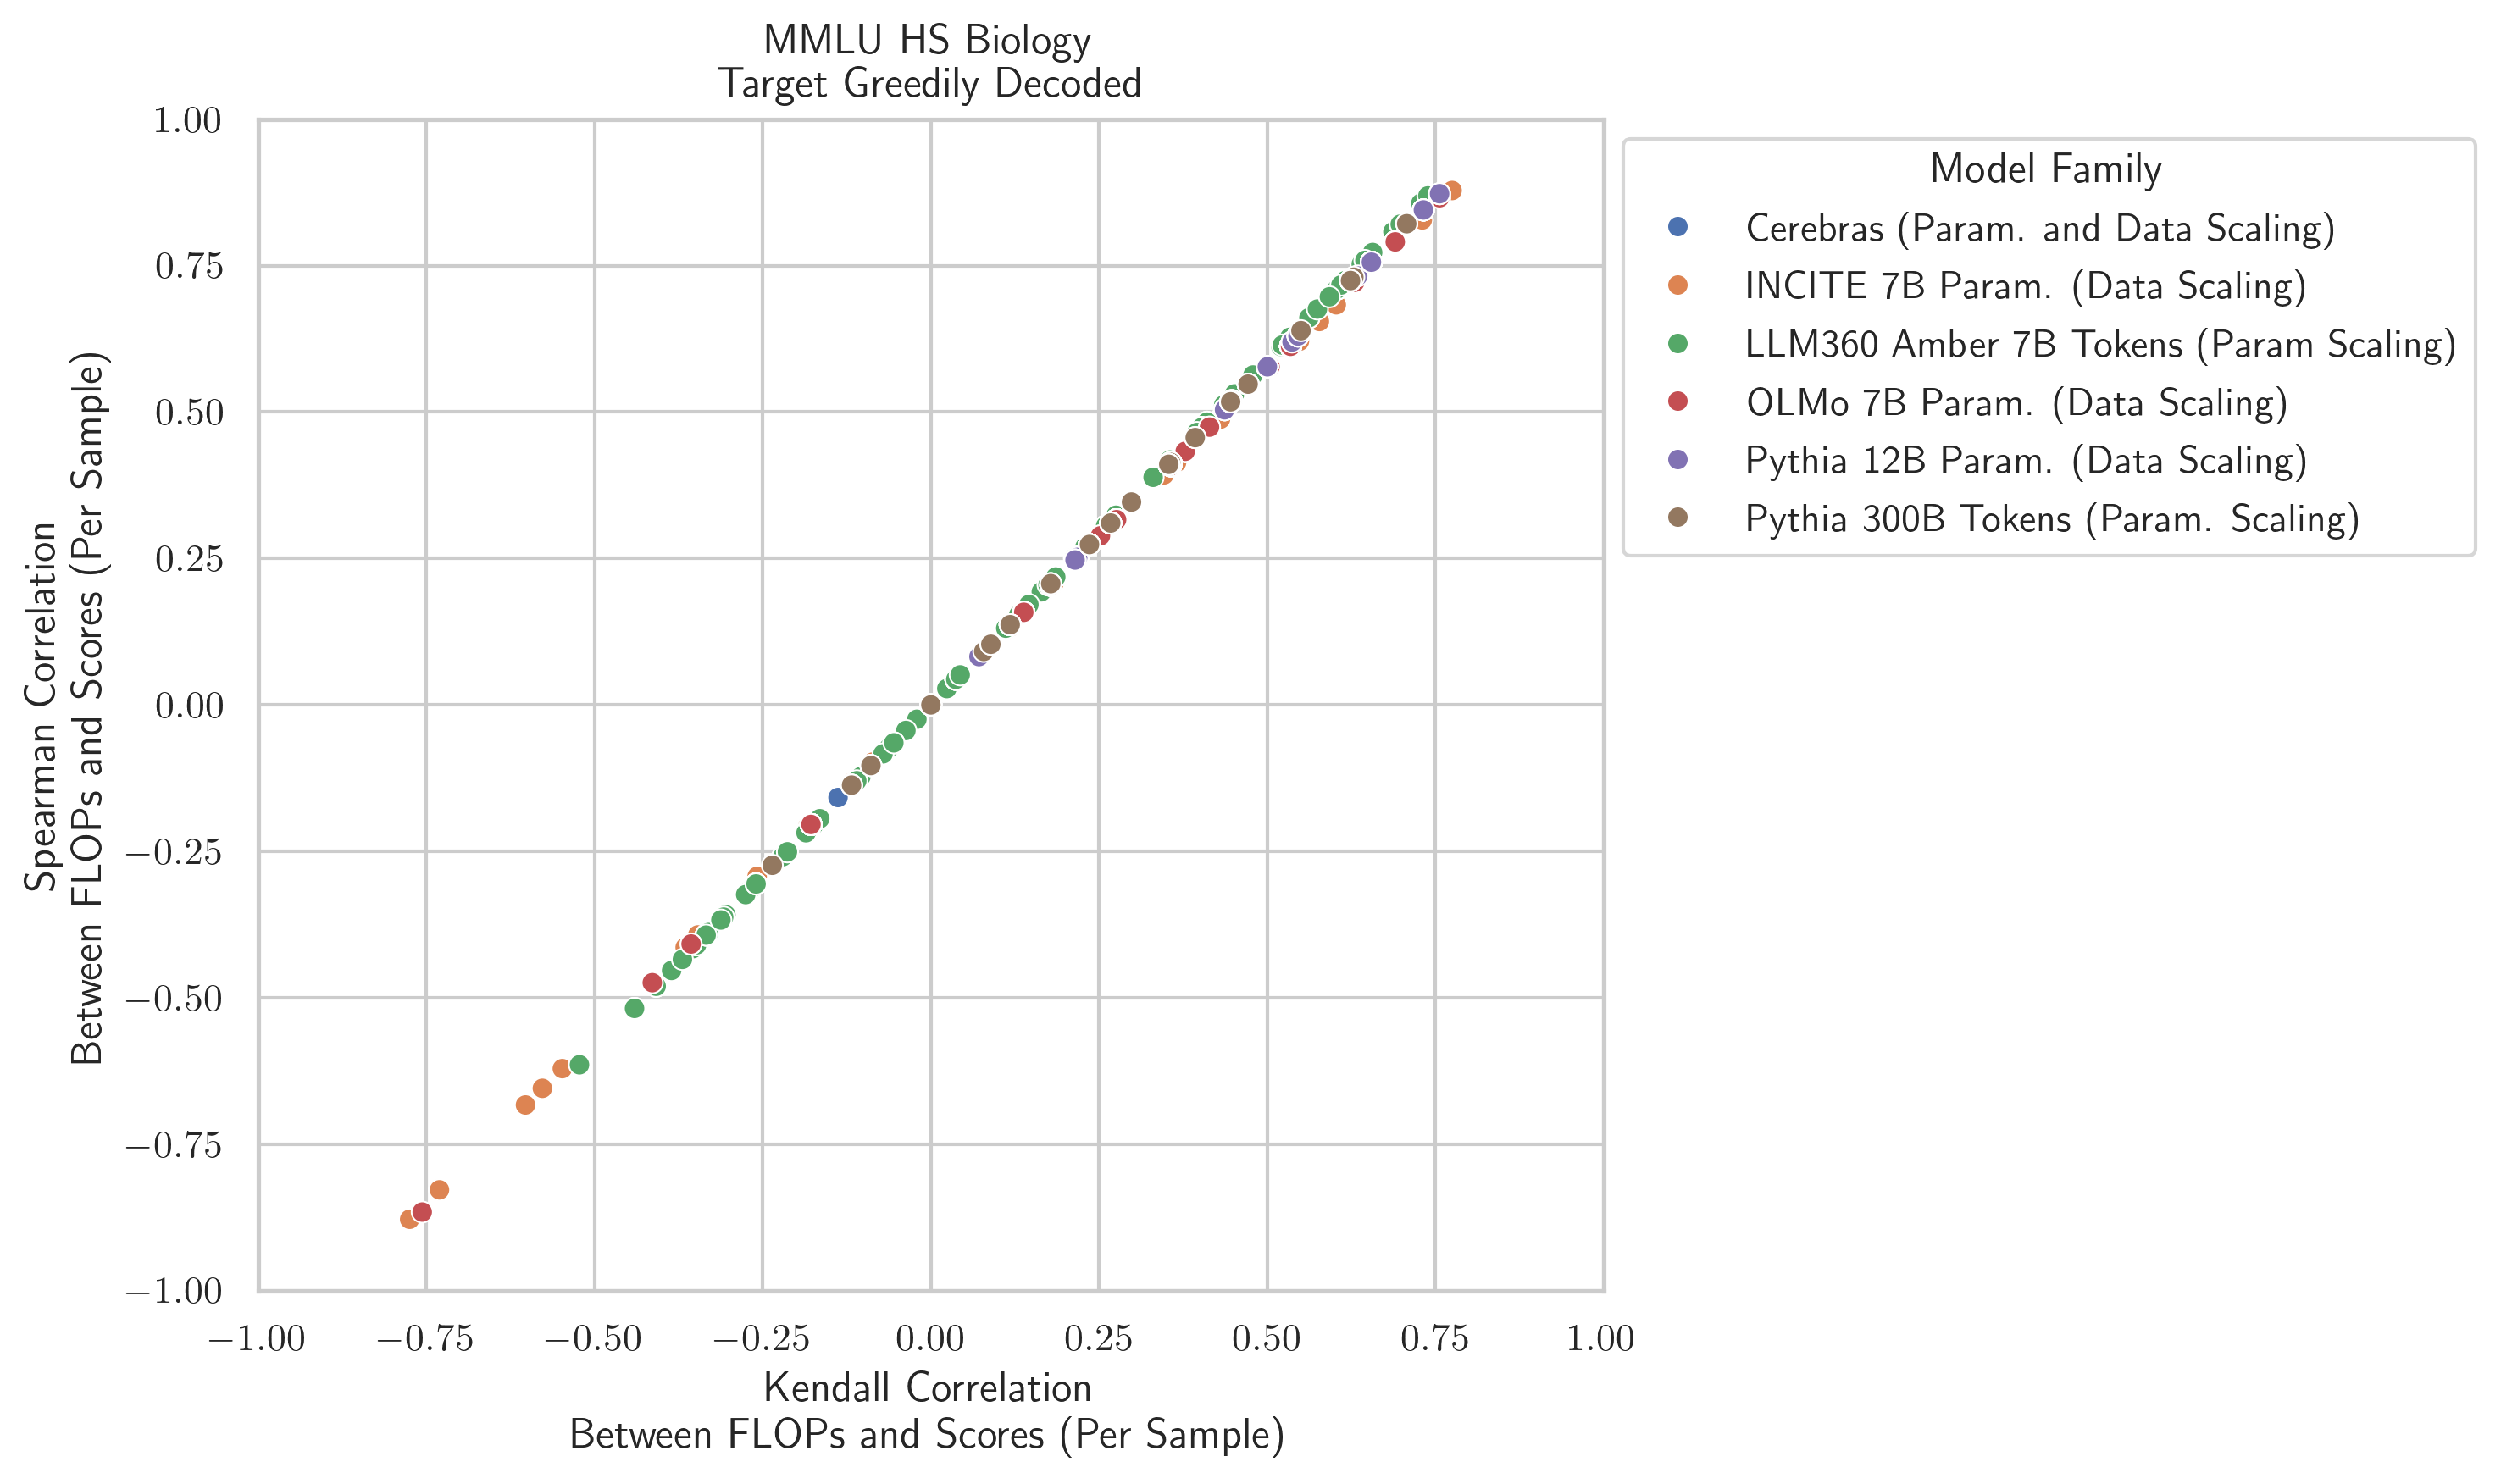 MMLU HS Biology
Target Greedily Decoded
1.00
0.75
0.50
0.25
0.00
−0.25
−0.50
−0.75
−1.00
Spearman Correlation
Between FLOPs and Scores (Per Sample)
−1.00 −0.75 −0.50 −0.25 0.00 0.25 0.50 0.75 1.00
Kendall Correlation
Between FLOPs and Scores (Per Sample)
Model Family
Cerebras (Param. and Data Scaling)
INCITE 7B Param. (Data Scaling)
LLM360 Amber 7B Tokens (Param Scaling)
OLMo 7B Param. (Data Scaling)
Pythia 12B Param. (Data Scaling)
Pythia 300B Tokens (Param. Scaling)